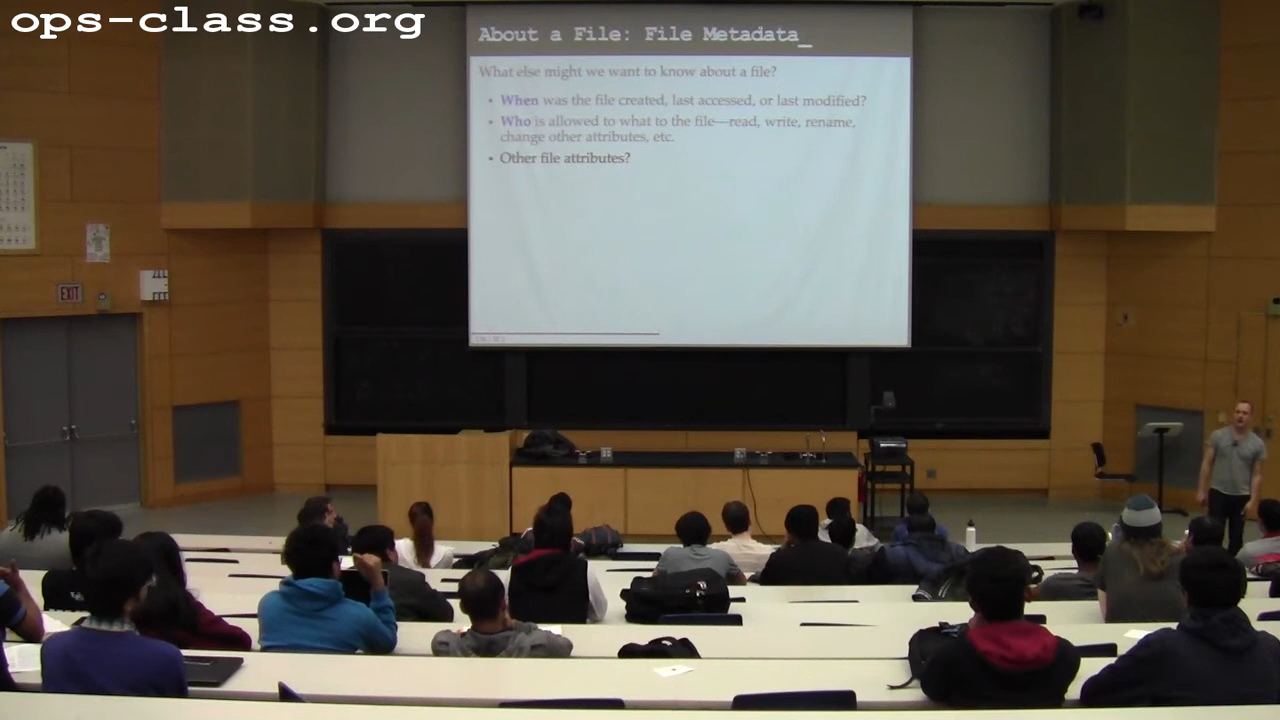 ops-class.org
About a File: File Metadata_
What else might we want to know about a file?
• When was the file created, last accessed, or last modified?
• Who is allowed to what to the file—read, write, rename,
change other attributes, etc.
• Other file attributes?
EXIT